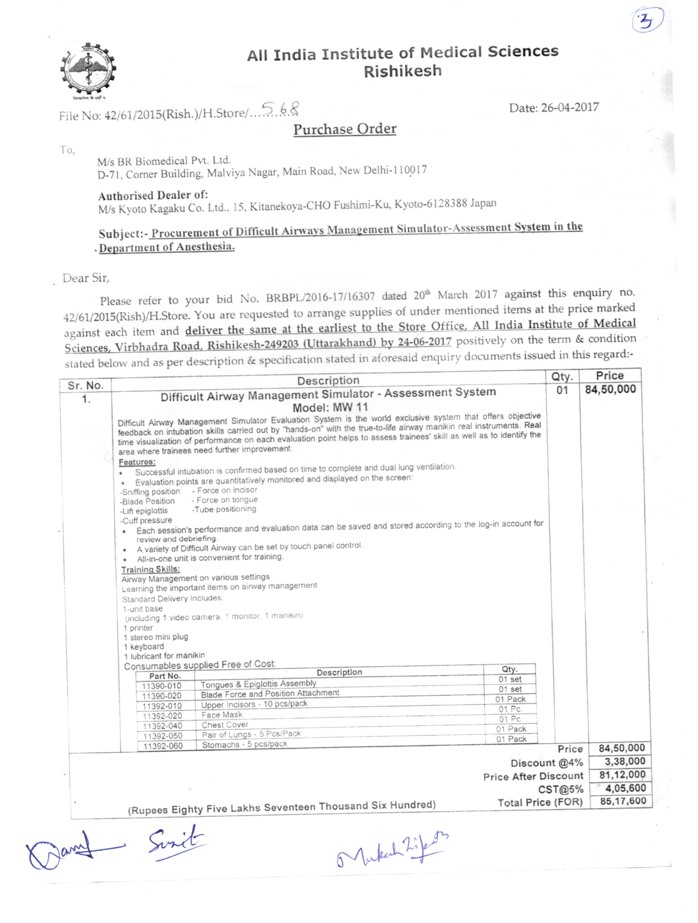 3
All India Institute of Medical Sciences
Rishikesh
File No: 42/61/2015(Rish.)/H.Store/....568
Date: 26-04-2017
Purchase Order
To,
M/s BR Biomedical Pvt. Ltd.
D-71, Corner Building, Malviya Nagar, Main Road, New Delhi-110017
Authorised Dealer of:
M/s Kyoto Kagaku Co. Ltd., 15, Kitanekoya-CHO Fushimi-Ku, Kyoto-6128388 Japan
Subject:- Procurement of Difficult Airways Management Simulator-Assessment System in the
Department of Anesthesia.
Dear Sir,
Please refer to your bid No. BRBPL/2016-17/16307 dated 20th March 2017 against this enquiry no.
42/61/2015(Rish)/H.Store. You are requested to arrange supplies of under mentioned items at the price marked
against each item and deliver the same at the earliest to the Store Office, All India Institute of Medical
Sciences, Virbhadra Road, Rishikesh-249203 (Uttarakhand) by 24-06-2017 positively on the term & condition
stated below and as per description & specification stated in aforesaid enquiry documents issued in this regard:-
Sr. No. Description Qty. Price
1. Difficult Airway Management Simulator - Assessment System 01 84,50,000
Model: MW 11
Difficult Airway Management Simulator Evaluation System is the world exclusive system that offers objective
feedback on intubation skills carried out by "hands-on" with the true-to-life airway manikin real instruments. Real
time visualization of performance on each evaluation point helps to assess trainees' skill as well as to identify the
area where trainees need further improvement.
Features:
• Successful intubation is confirmed based on time to complete and dual lung ventilation.
• Evaluation points are quantitatively monitored and displayed on the screen:
-Sniffing position - Force on incisor
-Blade Position - Force on tongue
-Lift epiglottis -Tube positioning
-Cuff pressure
• Each session's performance and evaluation data can be saved and stored according to the log-in account for
review and debriefing.
• A variety of Difficult Airway can be set by touch panel control.
• All-in-one unit is convenient for training.
Training Skills:
Airway Management on various settings
Learning the important items on airway management
Standard Delivery Includes
1-unit base
(including 1 video camera, 1 monitor, 1 manikin)
1 printer
1 stereo mini plug
1 keyboard
1 lubricant for manikin
Consumables supplied Free of Cost
Part No. Description Qty.
11390-010 Tongues & Epiglottis Assembly 01 set
11390-020 Blade Force and Position Attachment 01 set
11392-010 Upper Incisors - 10 pcs/pack 01 Pack
11392-020 Face Mask 01 Pc
11392-040 Chest Cover 01 Pc
11392-050 Pair of Lungs - 5 Pcs/Pack 01 Pack
11392-060 Stomachs - 5 pcs/pack 01 Pack
Price 84,50,000
Discount @4% 3,38,000
Price After Discount 81,12,000
CST@5% 4,05,600
(Rupees Eighty Five Lakhs Seventeen Thousand Six Hundred) Total Price (FOR) 85,17,600
Sunit